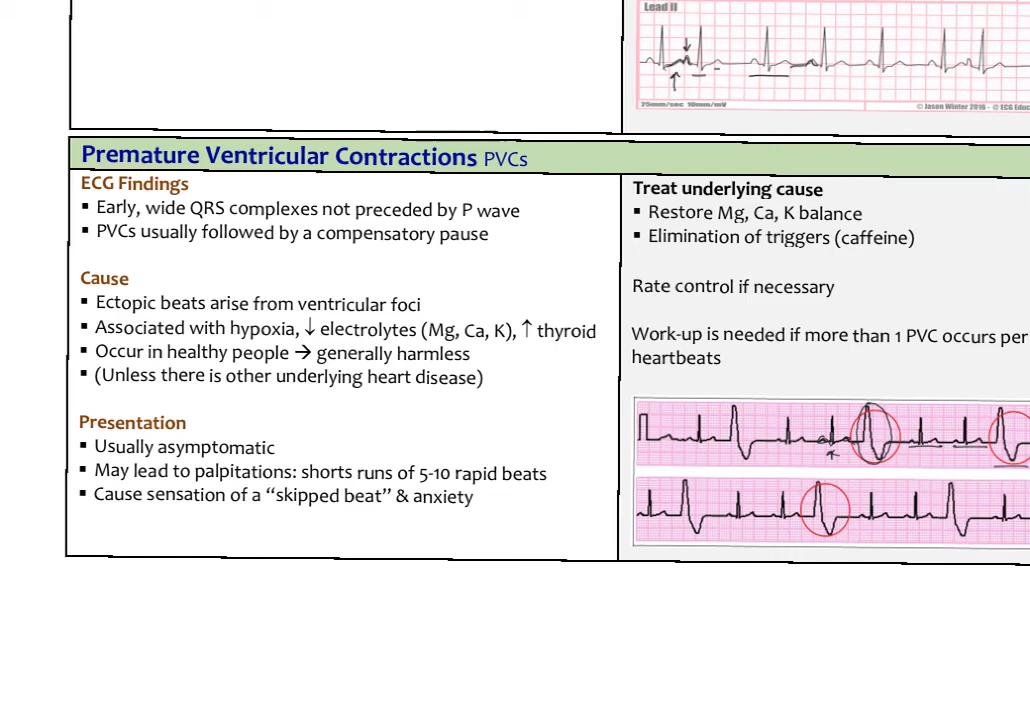 Lead II
25mm/sec 10mm/mV
© Jason Winter 2016 - © ECG Educ
Premature Ventricular Contractions PVCs
ECG Findings
▪ Early, wide QRS complexes not preceded by P wave
▪ PVCs usually followed by a compensatory pause
Cause
▪ Ectopic beats arise from ventricular foci
▪ Associated with hypoxia, ↓ electrolytes (Mg, Ca, K), ↑ thyroid
▪ Occur in healthy people → generally harmless
▪ (Unless there is other underlying heart disease)
Presentation
▪ Usually asymptomatic
▪ May lead to palpitations: shorts runs of 5-10 rapid beats
▪ Cause sensation of a “skipped beat” & anxiety
Treat underlying cause
▪ Restore Mg, Ca, K balance
▪ Elimination of triggers (caffeine)
Rate control if necessary
Work-up is needed if more than 1 PVC occurs per
heartbeats